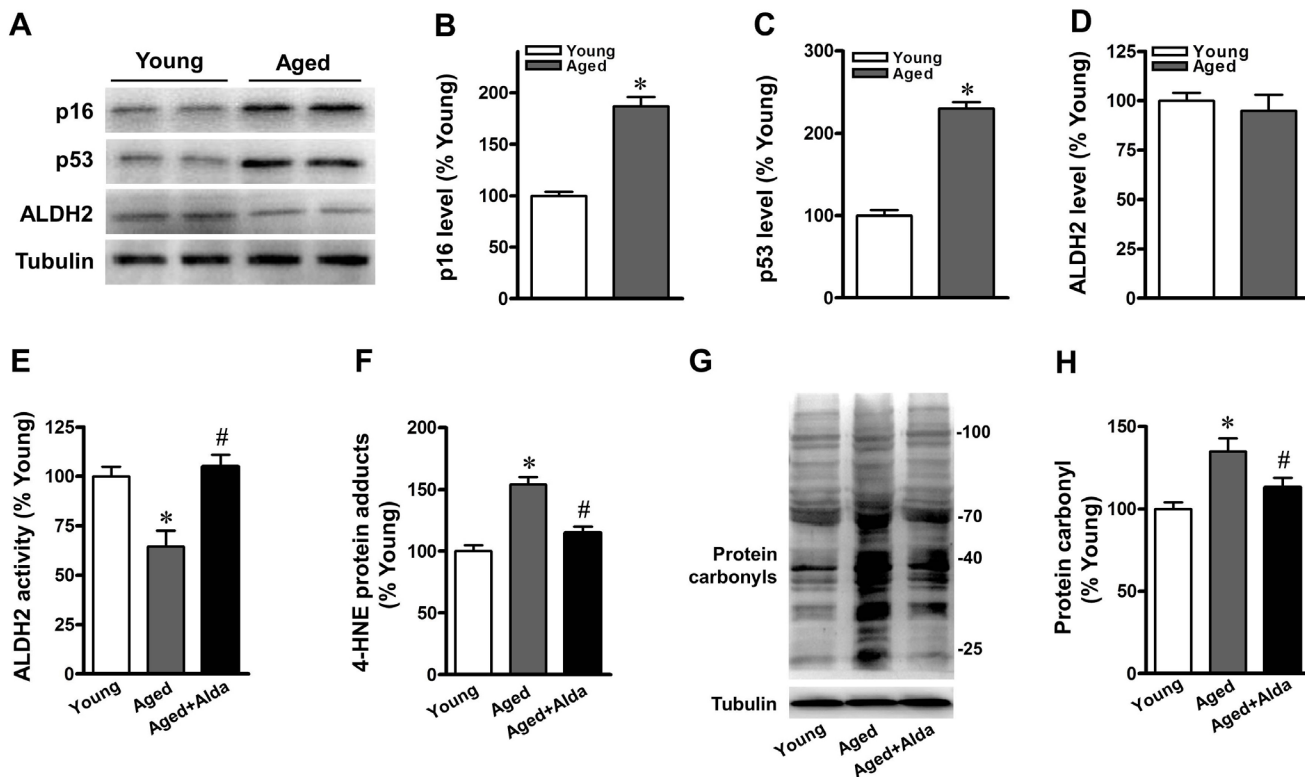 A
Young Aged
p16
p53
ALDH2
Tubulin
B
p16 level (% Young)
Young
Aged
200
150
100
50
0
*
C
p53 level (% Young)
Young
Aged
300
200
100
0
*
D
ALDH2 level (% Young)
Young
Aged
125
100
75
50
25
0
E
ALDH2 activity (% Young)
125
100
75
50
25
0
*
#
Young Aged Aged+Alda
F
4-HNE protein adducts
(% Young)
200
150
100
50
0
*
#
Young Aged Aged+Alda
G
Protein
carbonyls
-100
-70
-40
-25
Tubulin
Young Aged Aged+Alda
H
Protein carbonyl
(% Young)
150
100
50
0
*
#
Young Aged Aged+Alda